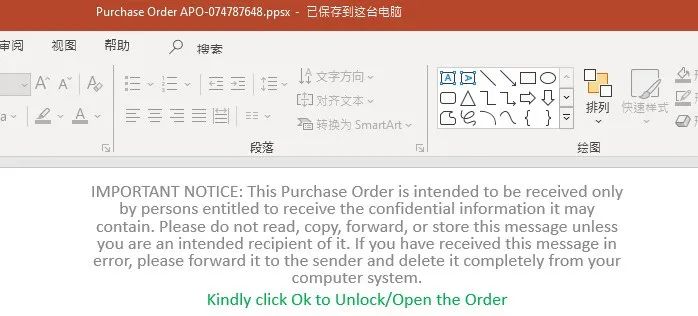 Purchase Order APO-074787648.ppsx - 已保存到这台电脑
审阅 视图 帮助 搜索
A A 文字方向 排列 快速样式
对齐文本
a A 转换为 SmartArt
段落 绘图
IMPORTANT NOTICE: This Purchase Order is intended to be received only
by persons entitled to receive the confidential information it may
contain. Please do not read, copy, forward, or store this message unless
you are an intended recipient of it. If you have received this message in
error, please forward it to the sender and delete it completely from your
computer system.
Kindly click Ok to Unlock/Open the Order